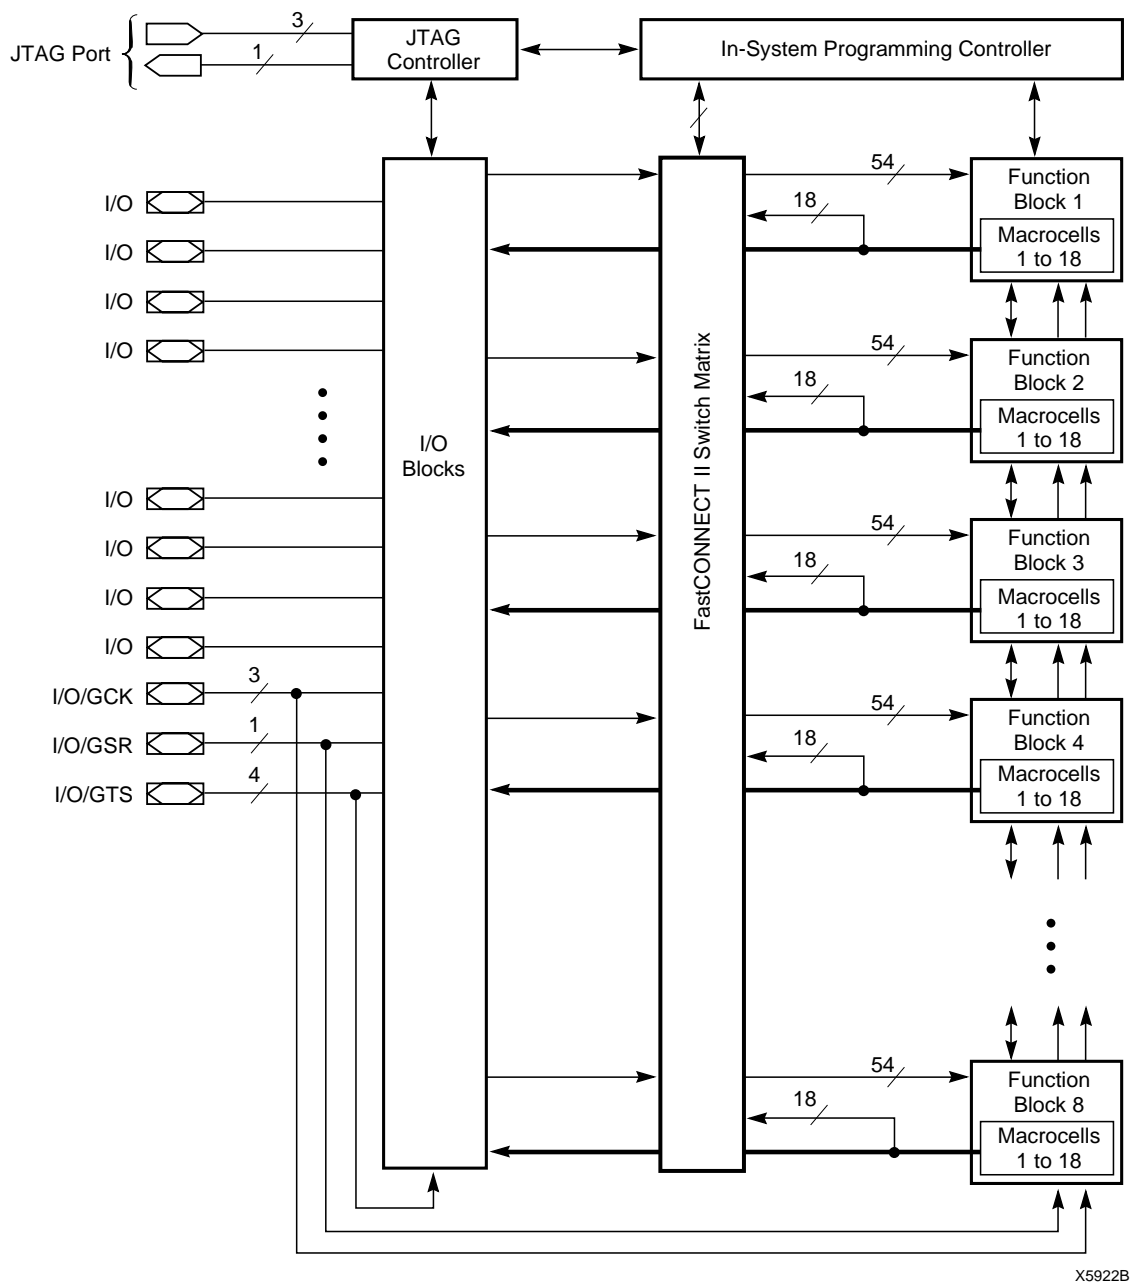 JTAG Port
3
1
JTAG
Controller
In-System Programming Controller
I/O
I/O
I/O
I/O
I/O
I/O
I/O
I/O
I/O/GCK
3
I/O/GSR
1
I/O/GTS
4
I/O
Blocks
FastCONNECT II Switch Matrix
54
18
Function
Block 1
Macrocells
1 to 18
54
18
Function
Block 2
Macrocells
1 to 18
54
18
Function
Block 3
Macrocells
1 to 18
54
18
Function
Block 4
Macrocells
1 to 18
54
18
Function
Block 8
Macrocells
1 to 18
X5922B